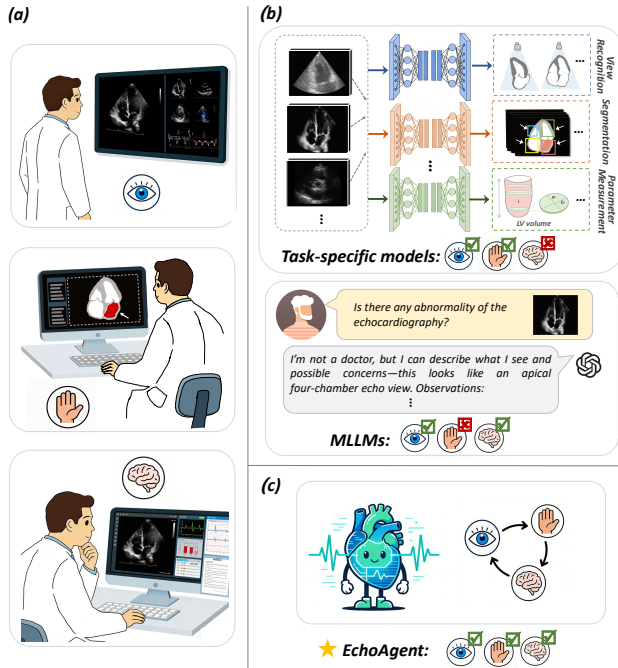 (a)
(b)
View
Recognition
Segmentation
Parameter
Measurement
LV volume
Task-specific models:
Is there any abnormality of the
echocardiography?
I'm not a doctor, but I can describe what I see and
possible concerns—this looks like an apical
four-chamber echo view. Observations:
MLLMs:
(c)
EchoAgent: